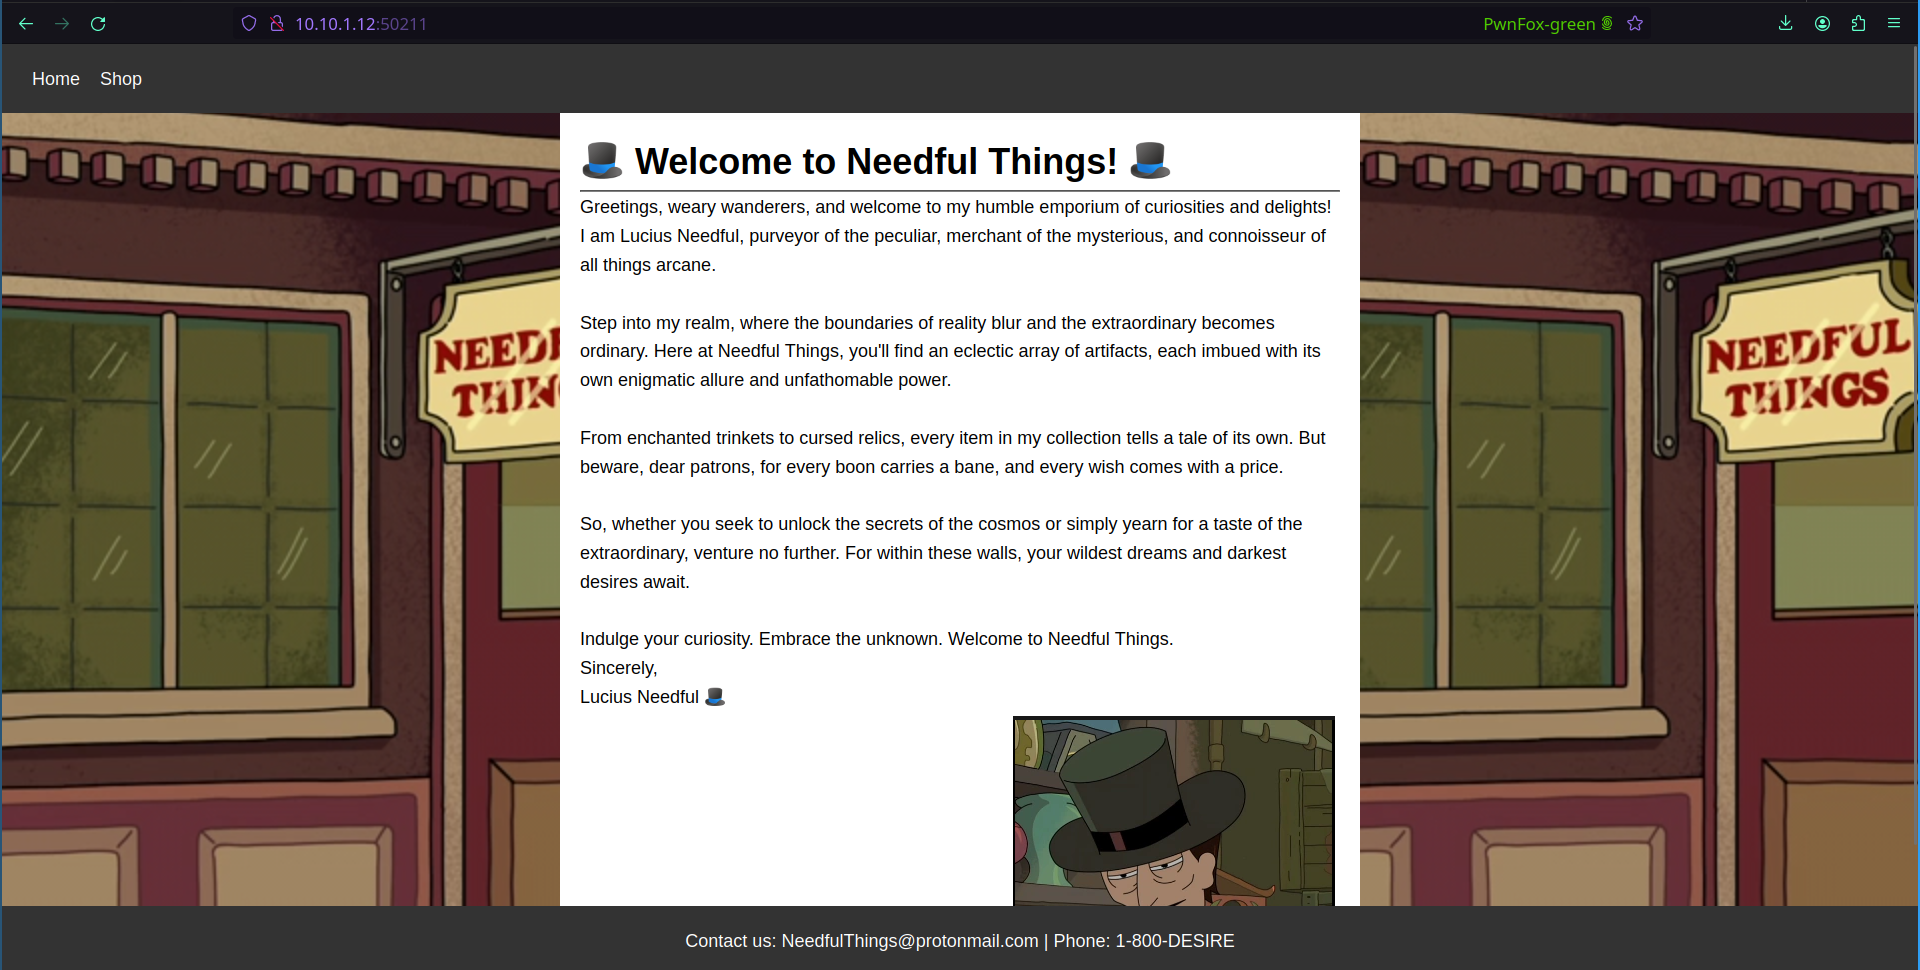 10.10.1.12:50211
PwnFox-green
Home Shop
🎩 Welcome to Needful Things! 🎩
Greetings, weary wanderers, and welcome to my humble emporium of curiosities and delights!
I am Lucius Needful, purveyor of the peculiar, merchant of the mysterious, and connoisseur of
all things arcane.
Step into my realm, where the boundaries of reality blur and the extraordinary becomes
ordinary. Here at Needful Things, you'll find an eclectic array of artifacts, each imbued with its
own enigmatic allure and unfathomable power.
From enchanted trinkets to cursed relics, every item in my collection tells a tale of its own. But
beware, dear patrons, for every boon carries a bane, and every wish comes with a price.
So, whether you seek to unlock the secrets of the cosmos or simply yearn for a taste of the
extraordinary, venture no further. For within these walls, your wildest dreams and darkest
desires await.
Indulge your curiosity. Embrace the unknown. Welcome to Needful Things.
Sincerely,
Lucius Needful 🎩
NEEDF
THIN
NEEDFUL
THINGS
Contact us: NeedfulThings@protonmail.com | Phone: 1-800-DESIRE